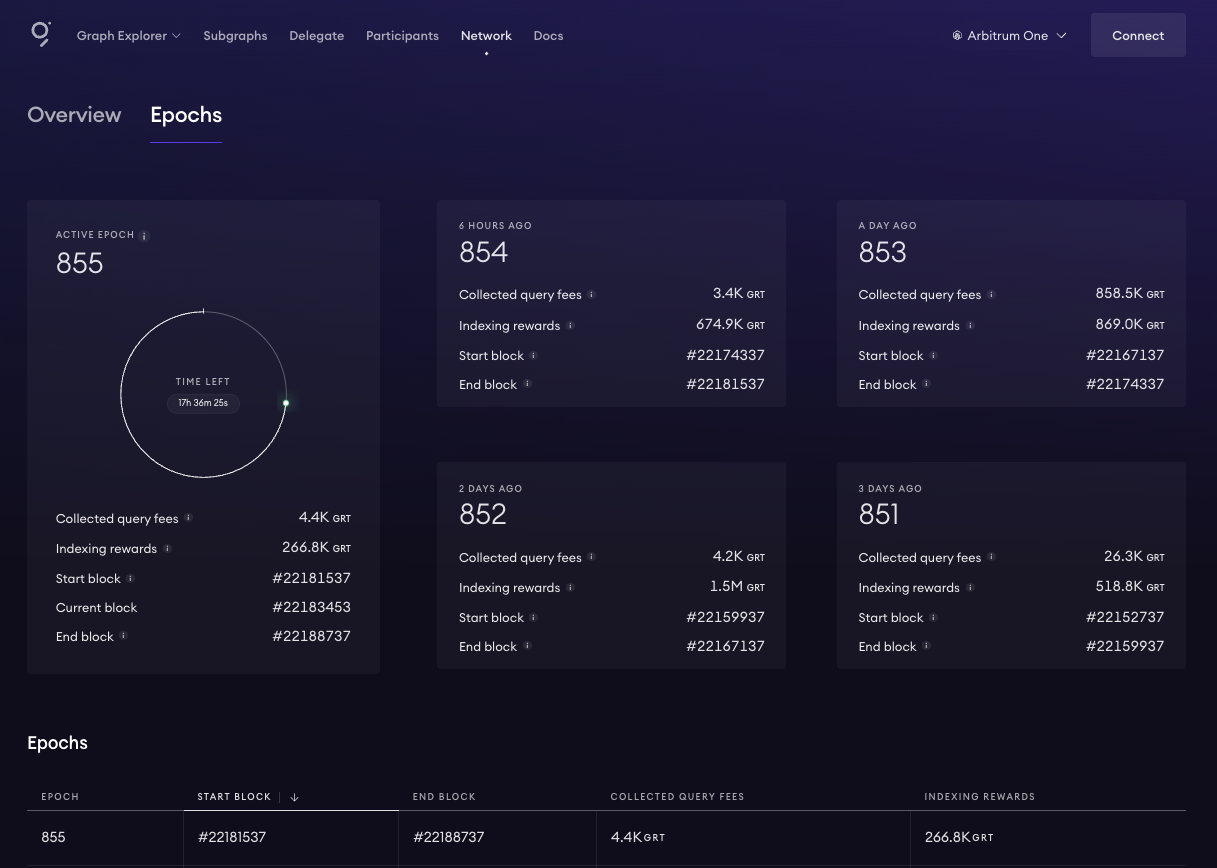 Graph Explorer Subgraphs Delegate Participants Network Docs Arbitrum One Connect
Overview Epochs
ACTIVE EPOCH
855
TIME LEFT
17h 36m 25s
Collected query fees 4.4K GRT
Indexing rewards 266.8K GRT
Start block #22181537
Current block #22183453
End block #22188737
6 HOURS AGO
854
Collected query fees 3.4K GRT
Indexing rewards 674.9K GRT
Start block #22174337
End block #22181537
A DAY AGO
853
Collected query fees 858.5K GRT
Indexing rewards 869.0K GRT
Start block #22167137
End block #22174337
2 DAYS AGO
852
Collected query fees 4.2K GRT
Indexing rewards 1.5M GRT
Start block #22159937
End block #22167137
3 DAYS AGO
851
Collected query fees 26.3K GRT
Indexing rewards 518.8K GRT
Start block #22152737
End block #22159937
Epochs
EPOCH START BLOCK END BLOCK COLLECTED QUERY FEES INDEXING REWARDS
855 #22181537 #22188737 4.4K GRT 266.8K GRT